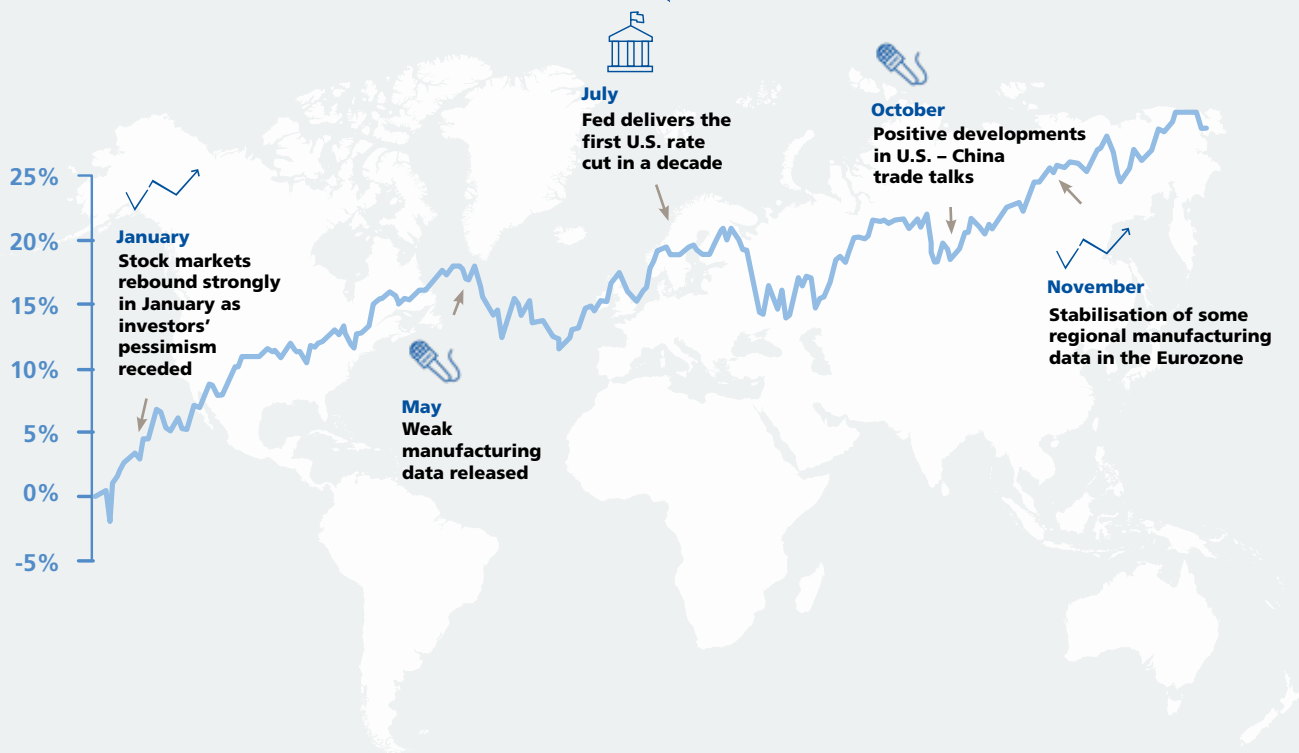 July
Fed delivers the
first U.S. rate
cut in a decade
October
Positive developments
in U.S. – China
trade talks
25%
20%
15%
10%
5%
0%
-5%
January
Stock markets
rebound strongly
in January as
investors’
pessimism
receded
May
Weak
manufacturing
data released
November
Stabilisation of some
regional manufacturing
data in the Eurozone